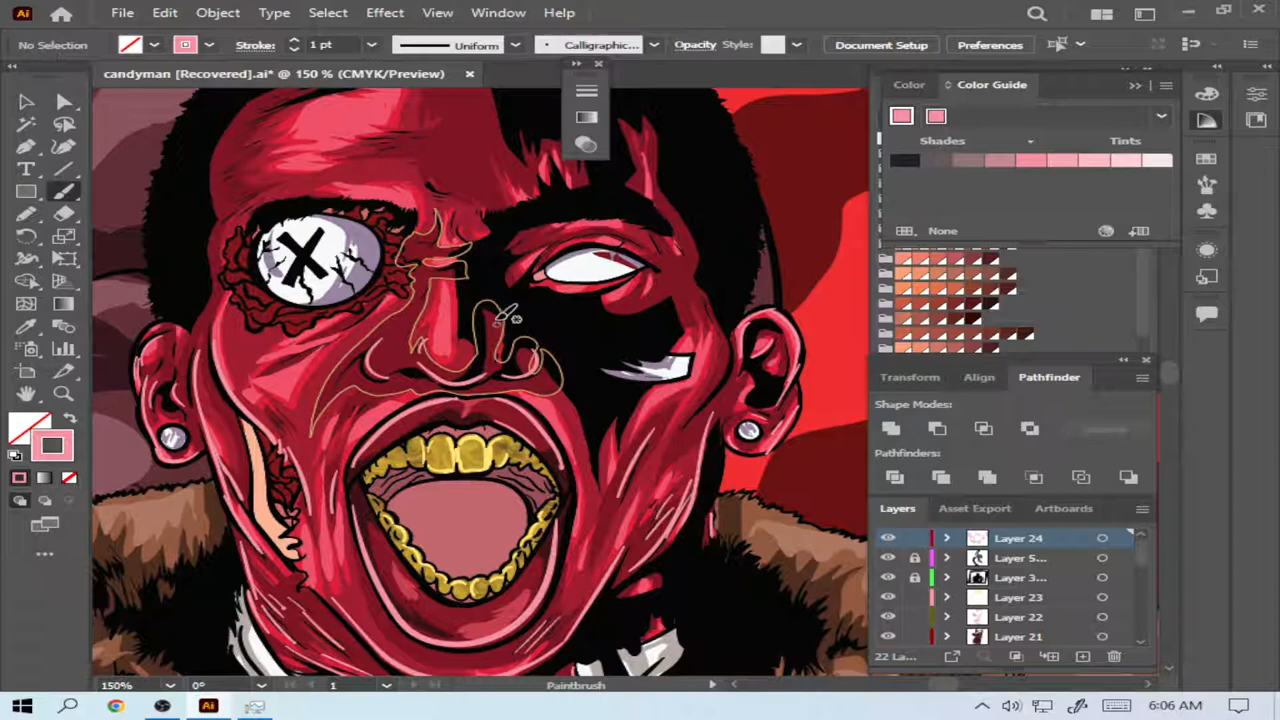 Ai File Edit Object Type Select Effect View Window Help
No Selection Stroke: 1 pt Uniform Calligraphic... Opacity Style: Document Setup Preferences
candyman [Recovered].ai* @ 150 % (CMYK/Preview)
Color Color Guide
Shades Tints
None
Transform Align Pathfinder
Shape Modes:
Pathfinders:
Layers Asset Export Artboards
Layer 24
Layer 5...
Layer 3...
Layer 23
Layer 22
Layer 21
22 La...
150% 0° 1 Paintbrush
Ai 6:06 AM